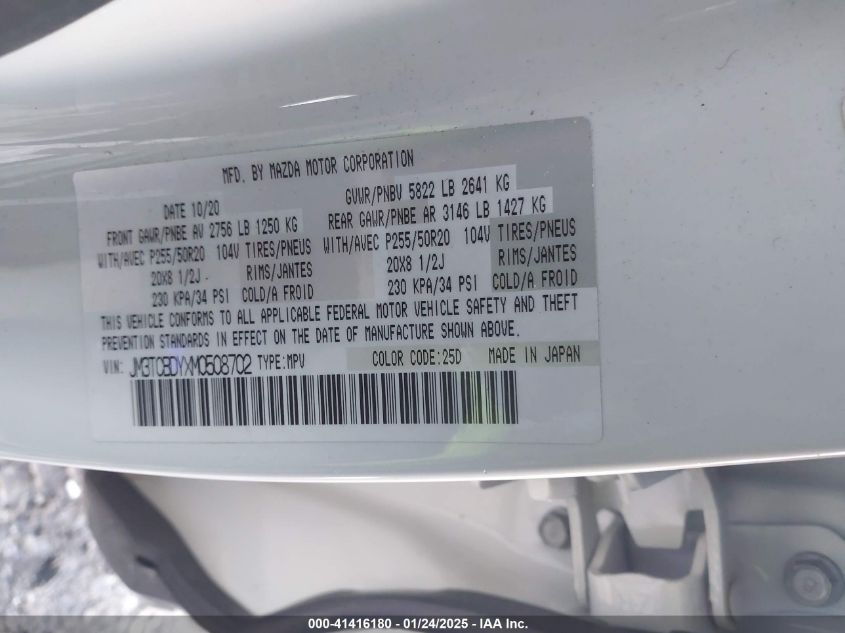 MFD. BY MAZDA MOTOR CORPORATION
DATE 10/20 GVWR/PNBV 5822 LB 2641 KG
FRONT GAWR/PNBE AV 2756 LB 1250 KG REAR GAWR/PNBE AR 3146 LB 1427 KG
WITH/AVEC P255/50R20 104V TIRES/PNEUS WITH/AVEC P255/50R20 104V TIRES/PNEUS
20X8 1/2J RIMS/JANTES 20X8 1/2J RIMS/JANTES
230 KPA/34 PSI COLD/A FROID 230 KPA/34 PSI COLD/A FROID
THIS VEHICLE CONFORMS TO ALL APPLICABLE FEDERAL MOTOR VEHICLE SAFETY AND THEFT
PREVENTION STANDARDS IN EFFECT ON THE DATE OF MANUFACTURE SHOWN ABOVE.
VIN: JM3TCBDYXM0508702 TYPE:MPV COLOR CODE:25D MADE IN JAPAN
000-41416180 - 01/24/2025 - IAA Inc.